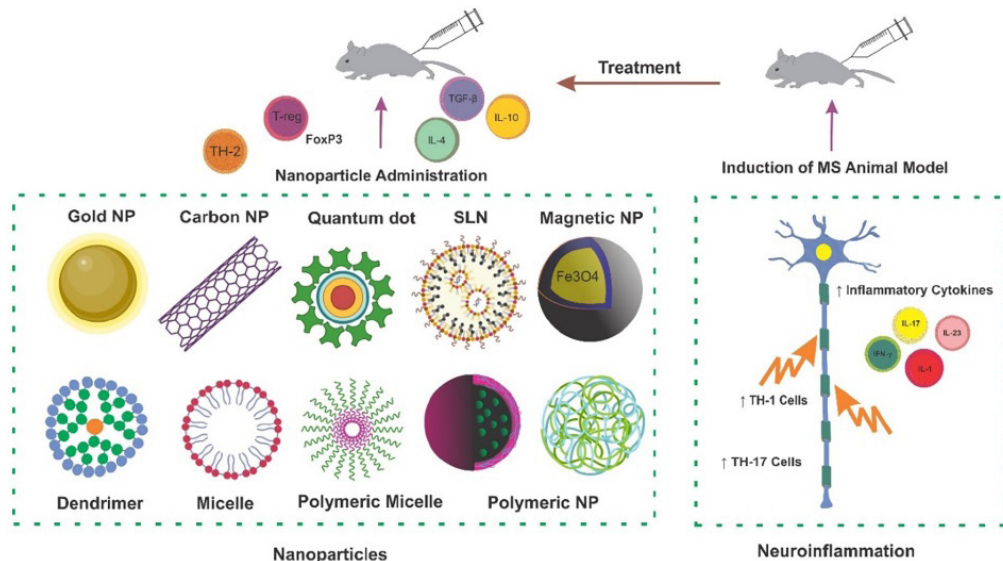 Treatment
TGF-β
IL-10
T-reg
FoxP3
IL-4
TH-2
Nanoparticle Administration
Induction of MS Animal Model
Gold NP
Carbon NP
Quantum dot
SLN
Magnetic NP
Fe3O4
Dendrimer
Micelle
Polymeric Micelle
Polymeric NP
Nanoparticles
↑ Inflammatory Cytokines
IL-17
IL-23
IFN-γ
IL-1
↑ TH-1 Cells
↑ TH-17 Cells
Neuroinflammation